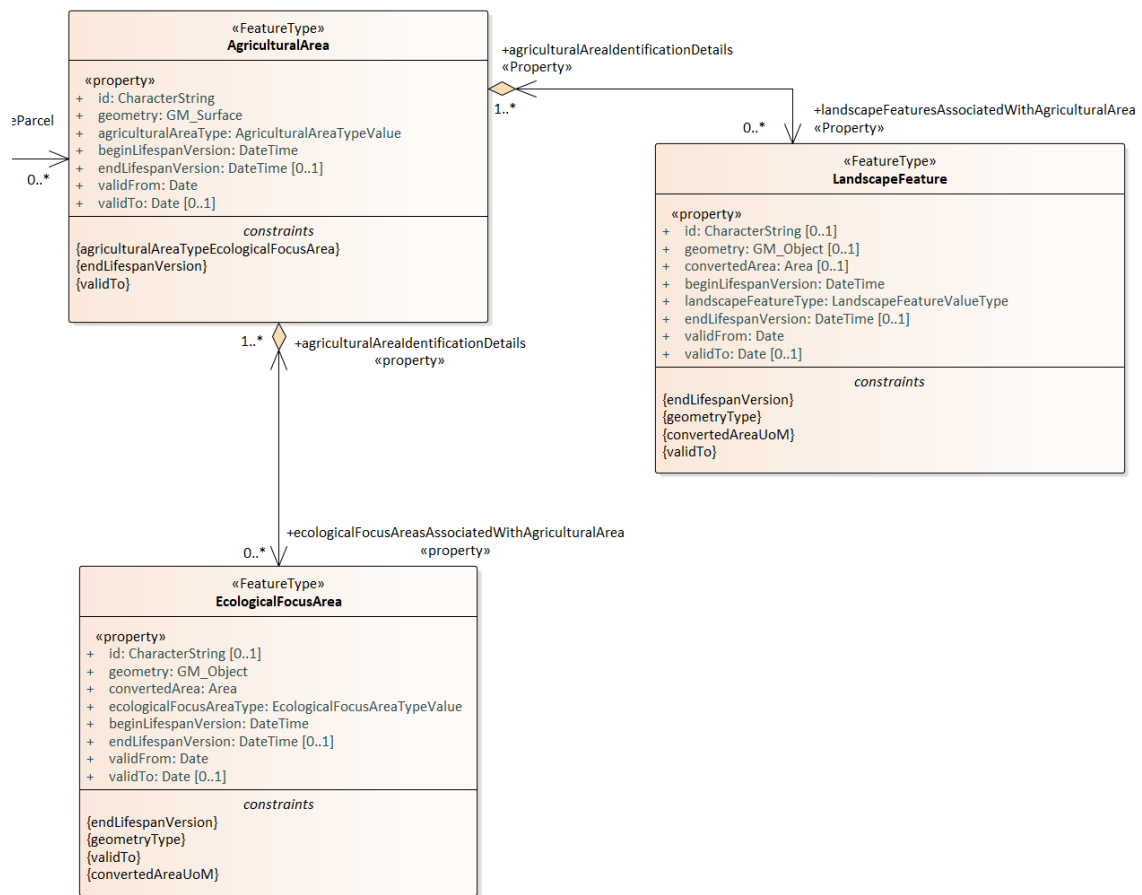 «FeatureType»
AgriculturalArea
«property»
+ id: CharacterString
+ geometry: GM_Surface
+ agriculturalAreaType: AgriculturalAreaTypeValue
+ beginLifespanVersion: DateTime
+ endLifespanVersion: DateTime [0..1]
+ validFrom: Date
+ validTo: Date [0..1]
constraints
{agriculturalAreaTypeEcologicalFocusArea}
{endLifespanVersion}
{validTo}
eParcel
0..*
+agriculturalAreaIdentificationDetails
«Property»
1..*
+landscapeFeaturesAssociatedWithAgriculturalArea
0..*
«Property»
«FeatureType»
LandscapeFeature
«property»
+ id: CharacterString [0..1]
+ geometry: GM_Object [0..1]
+ convertedArea: Area [0..1]
+ beginLifespanVersion: DateTime
+ landscapeFeatureType: LandscapeFeatureValueType
+ endLifespanVersion: DateTime [0..1]
+ validFrom: Date
+ validTo: Date [0..1]
constraints
{endLifespanVersion}
{geometryType}
{convertedAreaUoM}
{validTo}
1..*
+agriculturalAreaIdentificationDetails
«property»
+ecologicalFocusAreasAssociatedWithAgriculturalArea
0..*
«property»
«FeatureType»
EcologicalFocusArea
«property»
+ id: CharacterString [0..1]
+ geometry: GM_Object
+ convertedArea: Area
+ ecologicalFocusAreaType: EcologicalFocusAreaTypeValue
+ beginLifespanVersion: DateTime
+ endLifespanVersion: DateTime [0..1]
+ validFrom: Date
+ validTo: Date [0..1]
constraints
{endLifespanVersion}
{geometryType}
{validTo}
{convertedAreaUoM}